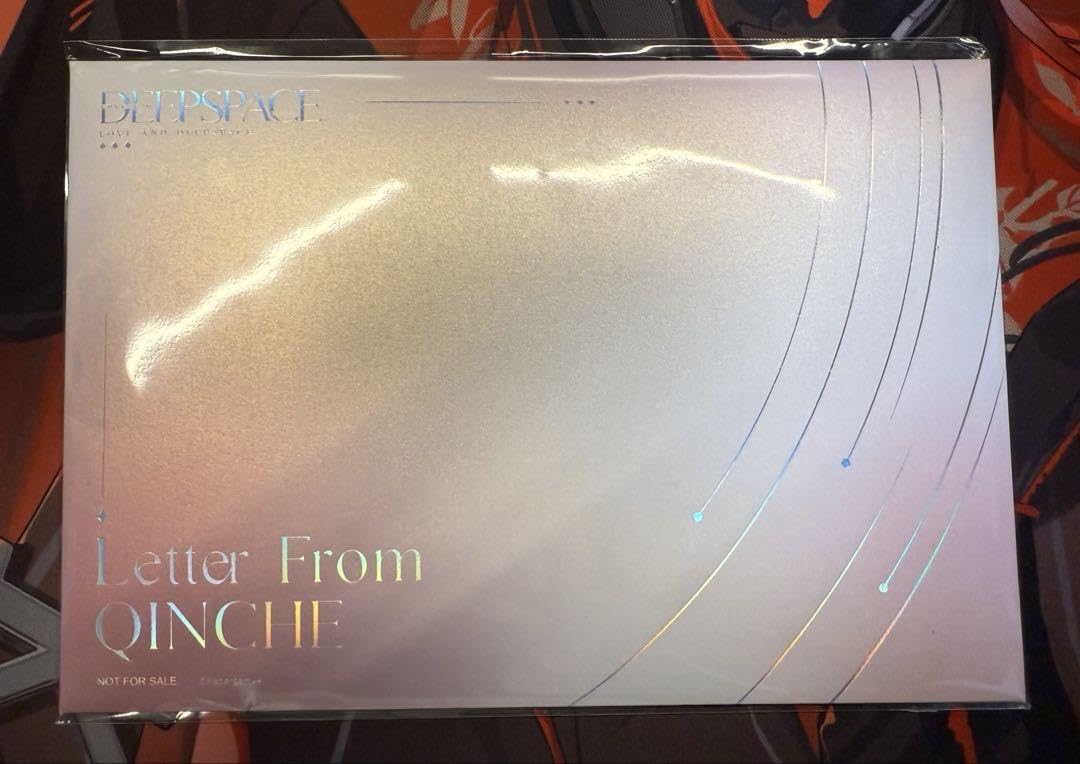 DEEPSPACE
LOVE AND DEEPSPACE
Letter From
QINCHE
NOT FOR SALE